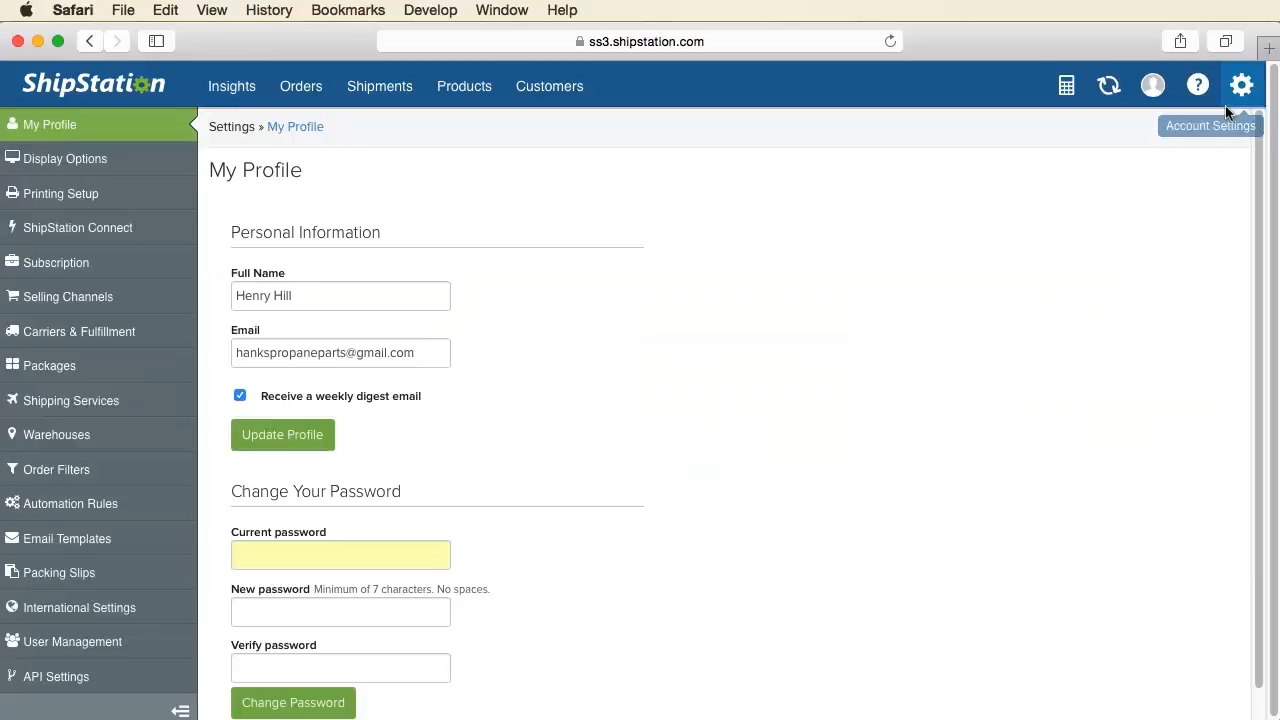 Safari File Edit View History Bookmarks Develop Window Help
ss3.shipstation.com
ShipStation Insights Orders Shipments Products Customers
Account Settings
Settings » My Profile
My Profile
Display Options
Printing Setup
ShipStation Connect
Subscription
Selling Channels
Carriers & Fulfillment
Packages
Shipping Services
Warehouses
Order Filters
Automation Rules
Email Templates
Packing Slips
International Settings
User Management
API Settings
My Profile
Personal Information
Full Name
Henry Hill
Email
hankspropaneparts@gmail.com
Receive a weekly digest email
Update Profile
Change Your Password
Current password
New password Minimum of 7 characters. No spaces.
Verify password
Change Password